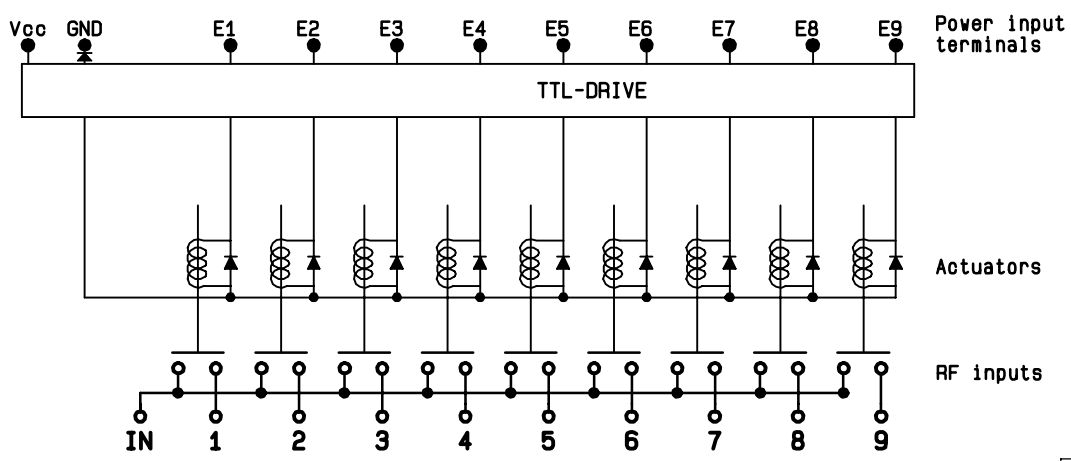 Vcc GND E1 E2 E3 E4 E5 E6 E7 E8 E9 Power input
terminals
TTL-DRIVE
Actuators
RF inputs
IN 1 2 3 4 5 6 7 8 9